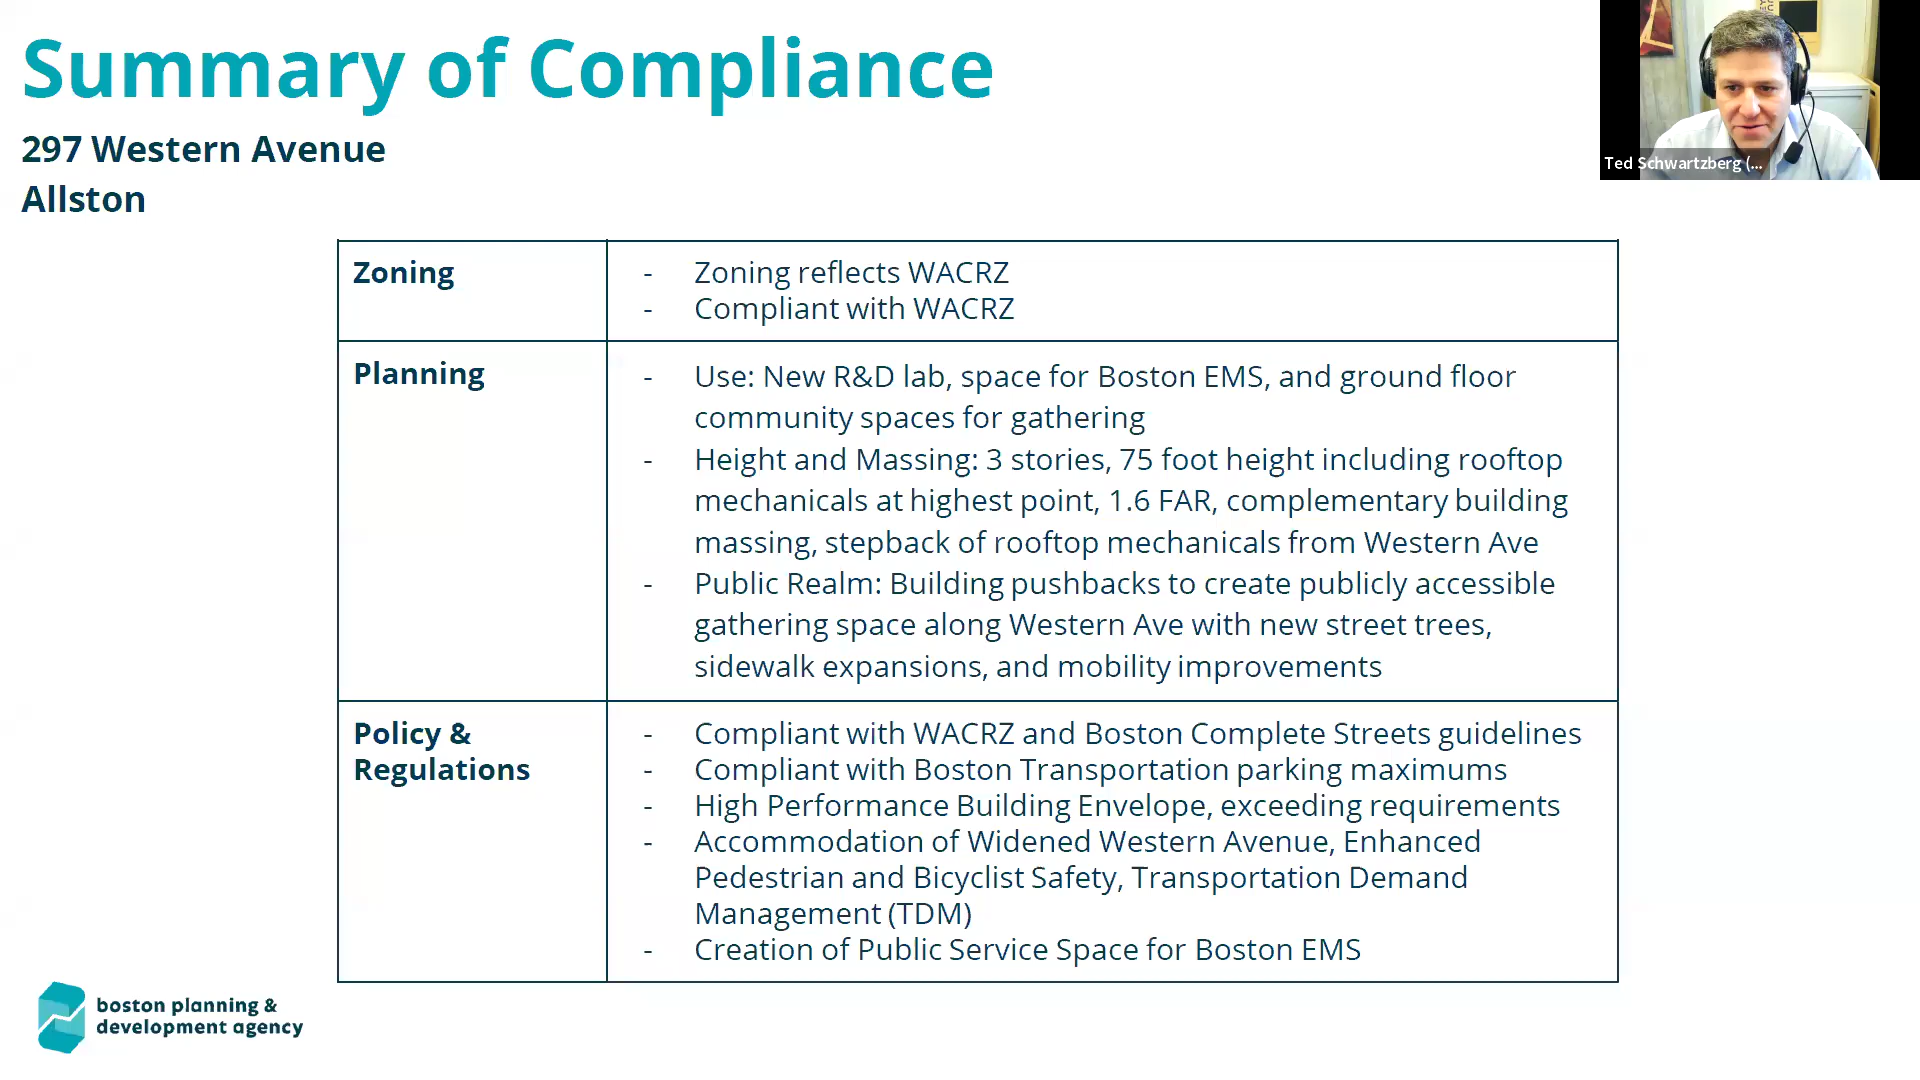 Summary of Compliance
297 Western Avenue
Allston
Ted Schwartzberg (...
Zoning
- Zoning reflects WACRZ
- Compliant with WACRZ
Planning
- Use: New R&D lab, space for Boston EMS, and ground floor
community spaces for gathering
- Height and Massing: 3 stories, 75 foot height including rooftop
mechanicals at highest point, 1.6 FAR, complementary building
massing, stepback of rooftop mechanicals from Western Ave
- Public Realm: Building pushbacks to create publicly accessible
gathering space along Western Ave with new street trees,
sidewalk expansions, and mobility improvements
Policy &
Regulations
- Compliant with WACRZ and Boston Complete Streets guidelines
- Compliant with Boston Transportation parking maximums
- High Performance Building Envelope, exceeding requirements
- Accommodation of Widened Western Avenue, Enhanced
Pedestrian and Bicyclist Safety, Transportation Demand
Management (TDM)
- Creation of Public Service Space for Boston EMS
boston planning &
development agency